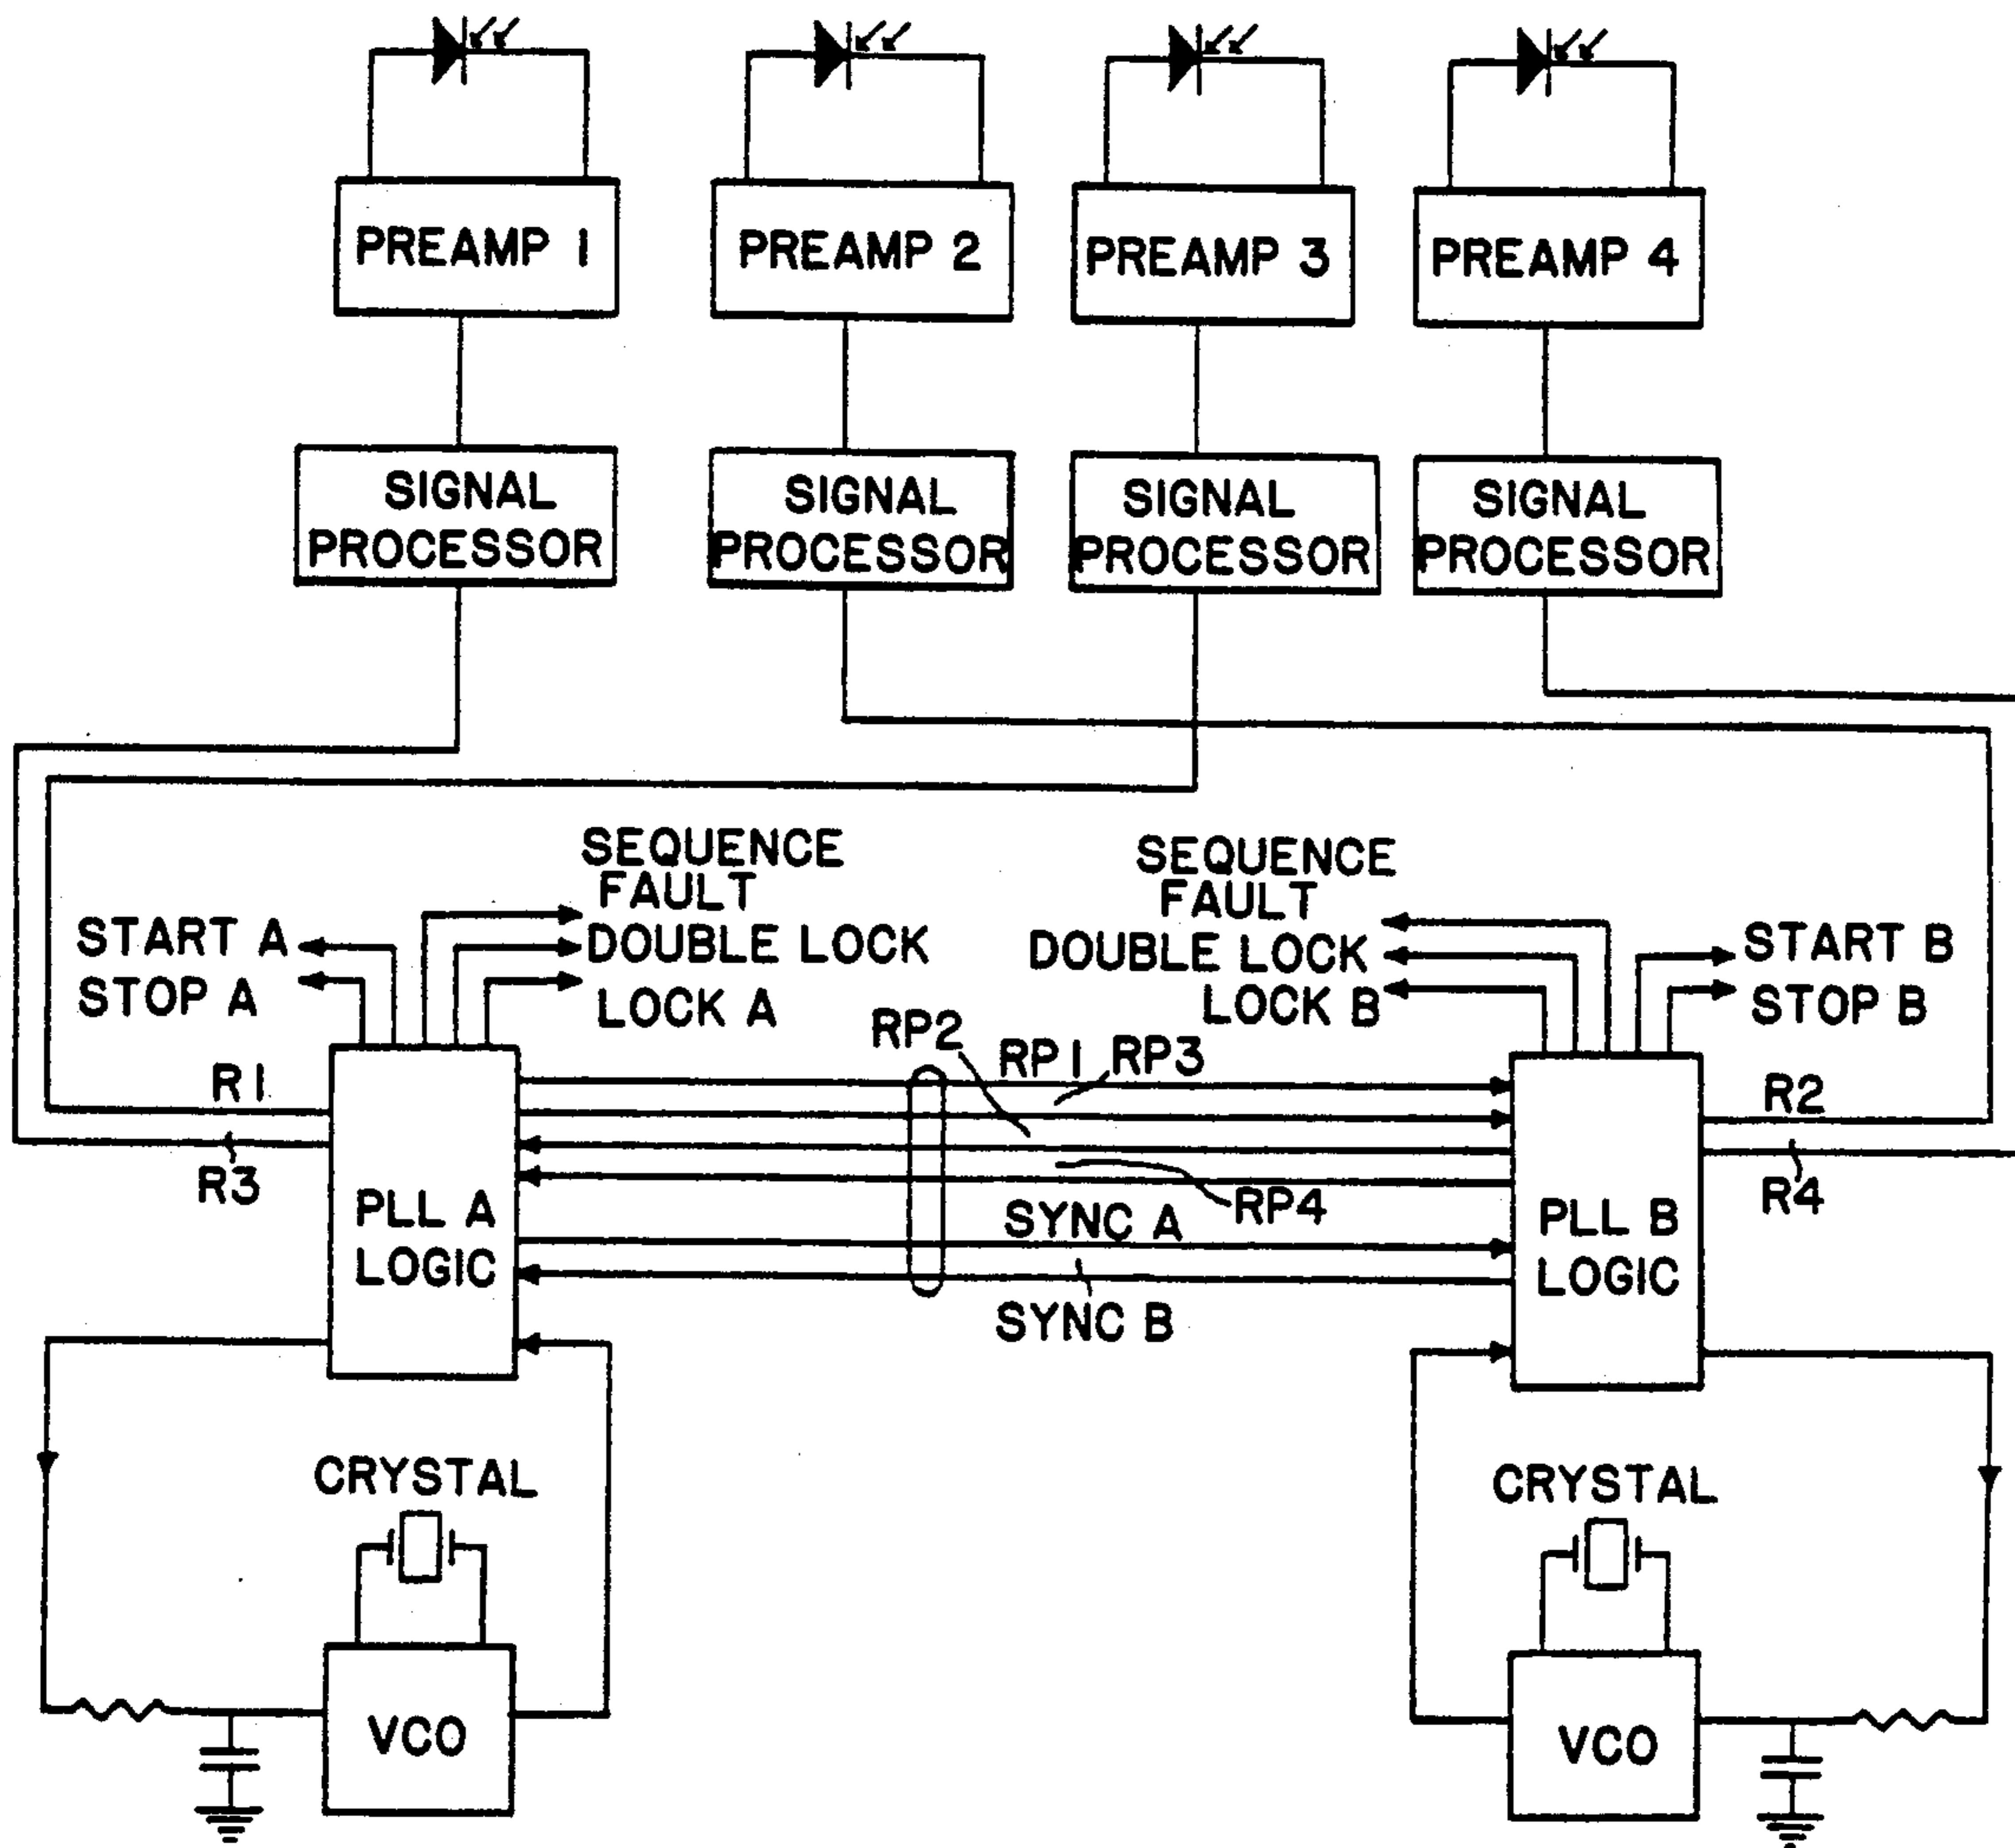 PREAMP 1
PREAMP 2
PREAMP 3
PREAMP 4
SIGNAL
PROCESSOR
SIGNAL
PROCESSOR
SIGNAL
PROCESSOR
SIGNAL
PROCESSOR
SEQUENCE
FAULT
DOUBLE LOCK
LOCK A
START A
STOP A
SEQUENCE
FAULT
DOUBLE LOCK
LOCK B
START B
STOP B
R1
R3
RP2
RP1
RP3
RP4
SYNC A
SYNC B
R2
R4
PLL A
LOGIC
PLL B
LOGIC
CRYSTAL
CRYSTAL
VCO
VCO